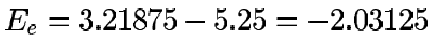 $E_e = 3.21875 - 5.25 = -2.03125$